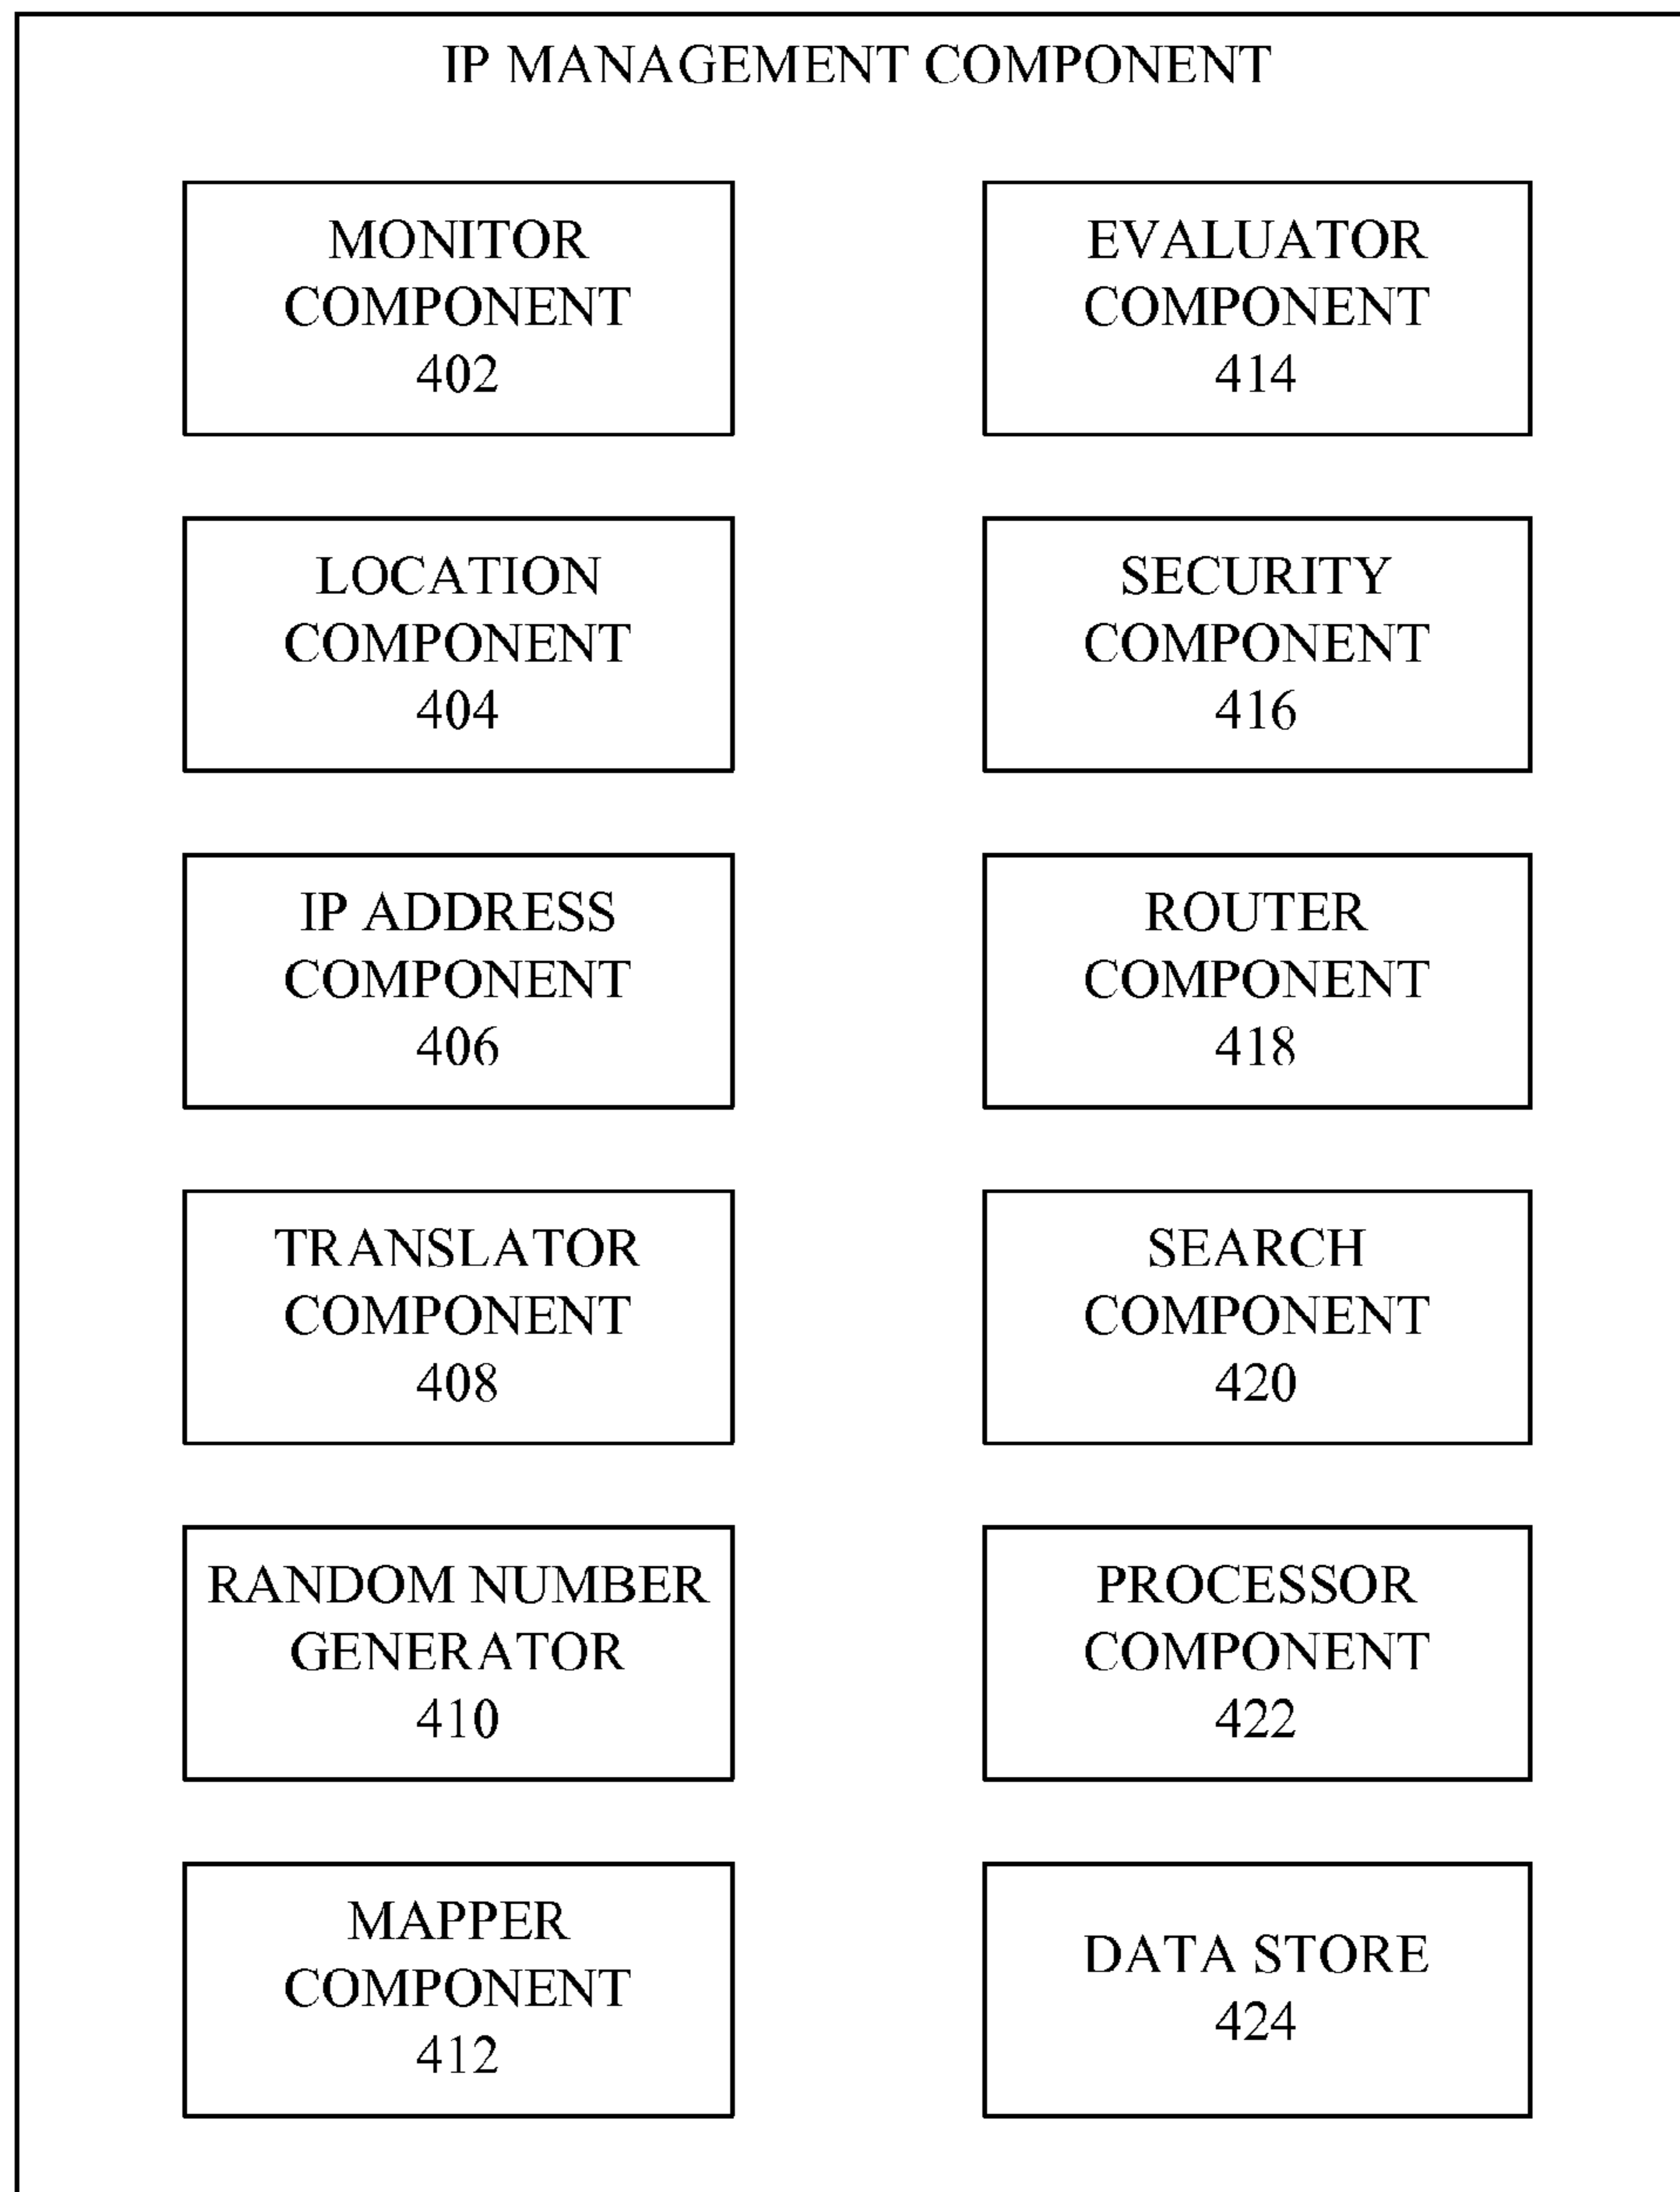 IP MANAGEMENT COMPONENT
MONITOR
COMPONENT
402
LOCATION
COMPONENT
404
IP ADDRESS
COMPONENT
406
TRANSLATOR
COMPONENT
408
RANDOM NUMBER
GENERATOR
410
MAPPER
COMPONENT
412
EVALUATOR
COMPONENT
414
SECURITY
COMPONENT
416
ROUTER
COMPONENT
418
SEARCH
COMPONENT
420
PROCESSOR
COMPONENT
422
DATA STORE
424